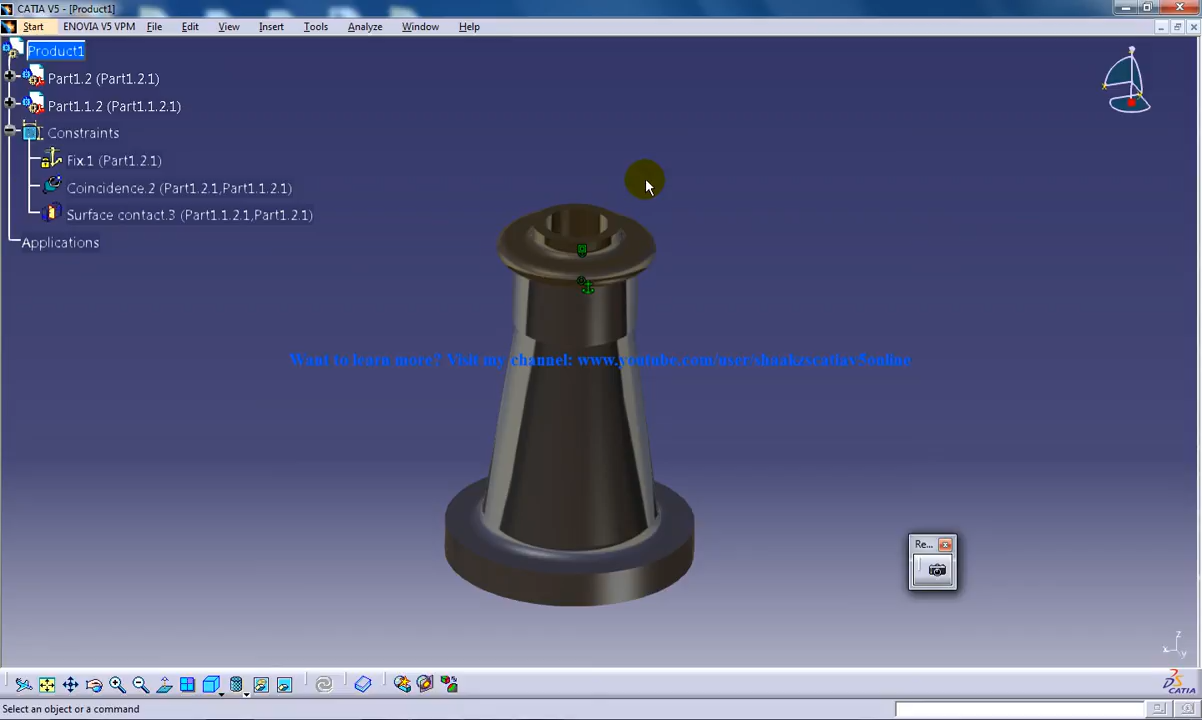 CATIA V5 - [Product1]
Start ENOVIA V5 VPM File Edit View Insert Tools Analyze Window Help
Product1
Part1.2 (Part1.2.1)
Part1.1.2 (Part1.1.2.1)
Constraints
Fix.1 (Part1.2.1)
Coincidence.2 (Part1.2.1,Part1.1.2.1)
Surface contact.3 (Part1.1.2.1,Part1.2.1)
Applications
Want to learn more? Visit my channel: www.youtube.com/user/shaakzscatiav5online
Re...
z
x y
Select an object or a command
CATIA